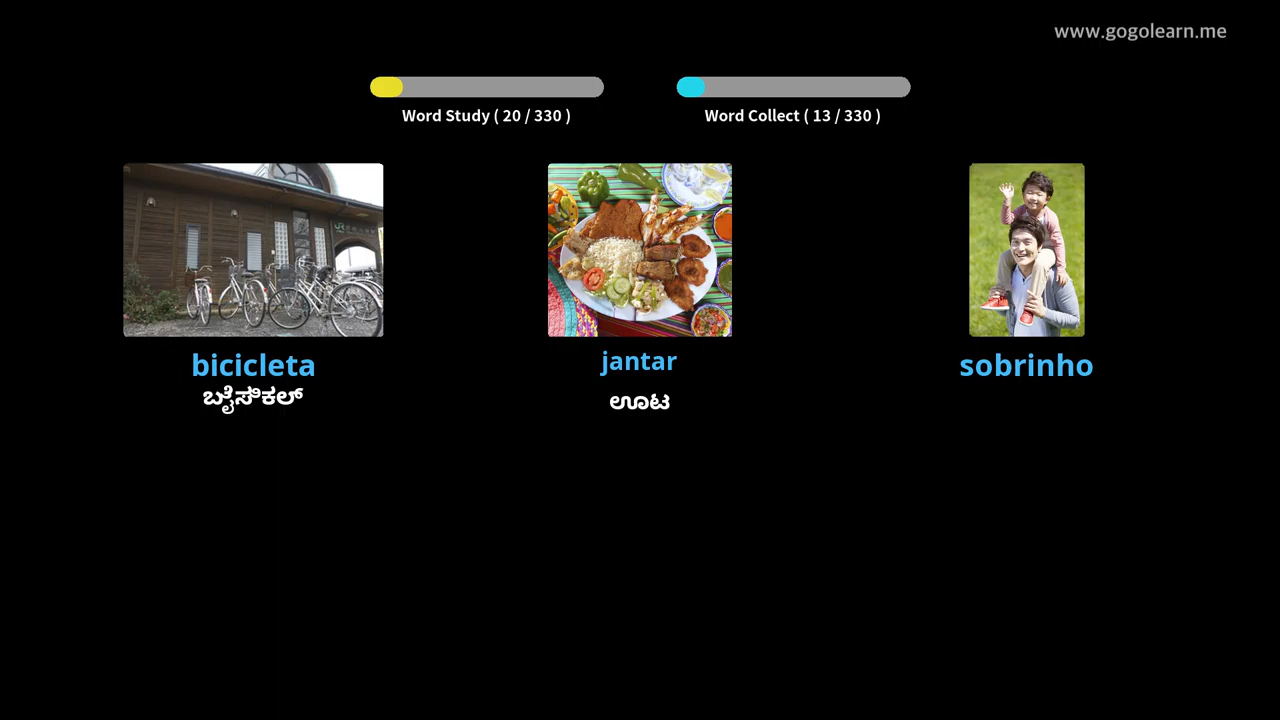 www.gogolearn.me
Word Study ( 20 / 330 )
Word Collect ( 13 / 330 )
bicicleta
ಬೈಸಿಕಲ್
jantar
ಊಟ
sobrinho